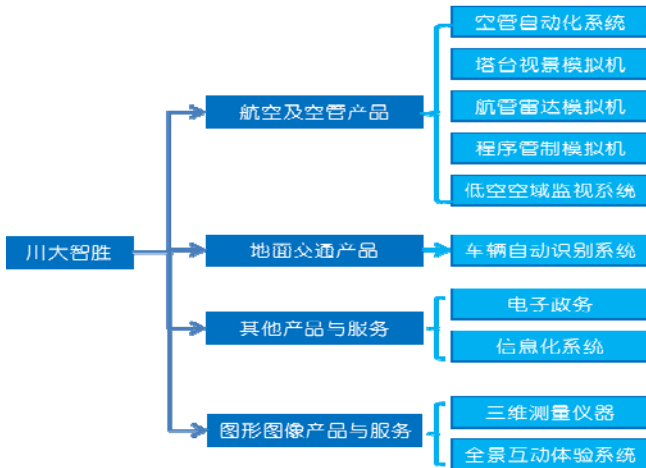 川大智胜
航空及空管产品
空管自动化系统
塔台视景模拟机
航管雷达模拟机
程序管制模拟机
低空空域监视系统
地面交通产品
车辆自动识别系统
其他产品与服务
电子政务
信息化系统
图形图像产品与服务
三维测量仪器
全景互动体验系统